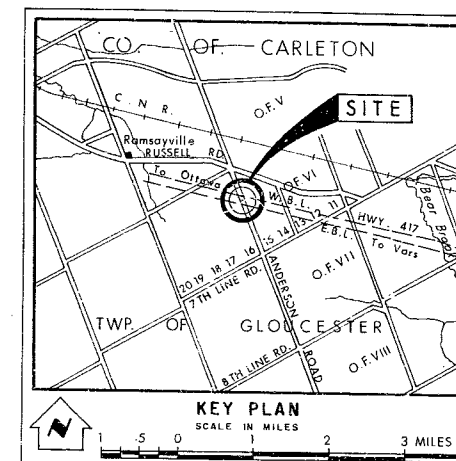 CO. OF. CARLETON
C. N. R.
O.F.V
SITE
Ramsayville
RUSSELL RD.
To Ottawa
O.F.VI
W.B.L.
HWY. 417
E.B.L.
To Vars
Bear Brook
20 19 18 17 16 15 14 13 12 11
7TH LINE RD.
ANDERSON ROAD
O.F.VII
TWP. OF GLOUCESTER
8TH LINE RD.
O.F.VIII
N
KEY PLAN
SCALE IN MILES
1 .5 0 1 2 3 MILES